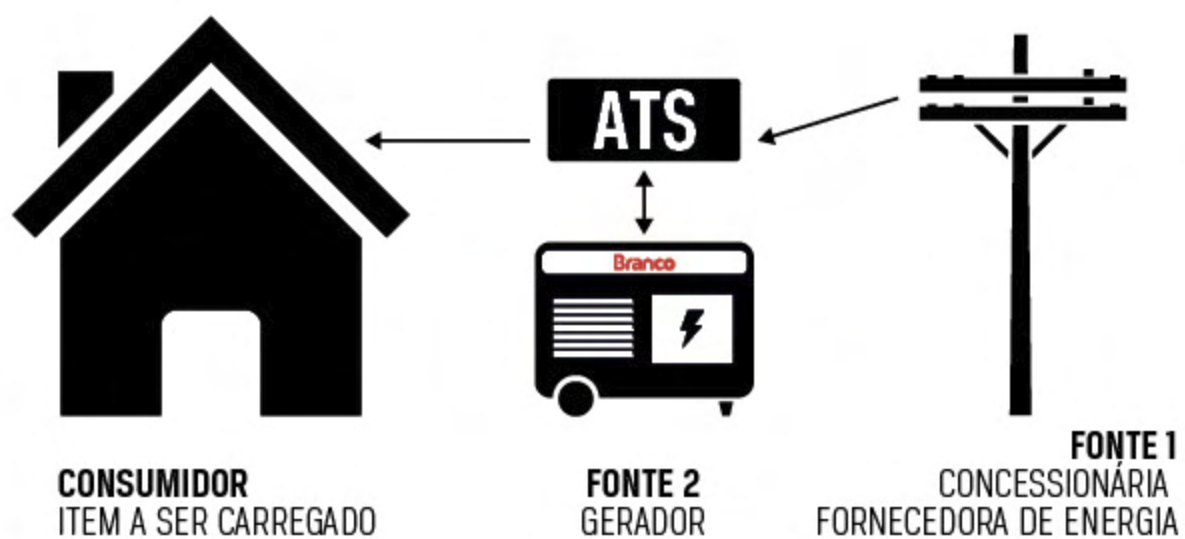 ATS
Branco
CONSUMIDOR
ITEM A SER CARREGADO
FONTE 2
GERADOR
FONTE 1
CONCESSIONÁRIA
FORNECEDORA DE ENERGIA